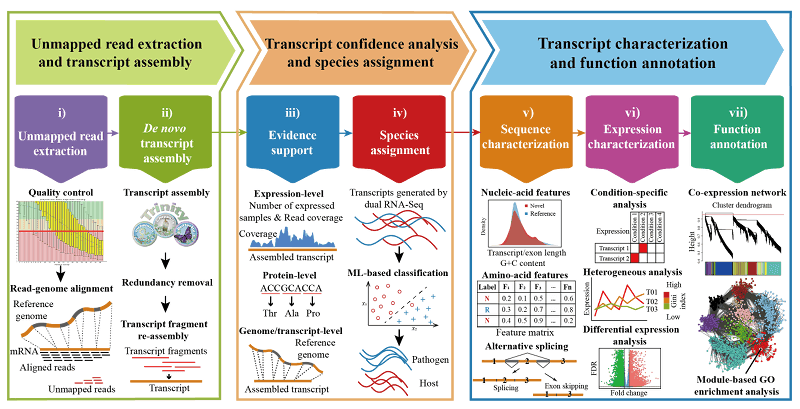 Unmapped read extraction
and transcript assembly
Transcript confidence analysis
and species assignment
Transcript characterization
and function annotation
i)
Unmapped read
extraction
ii)
De novo
transcript
assembly
iii)
Evidence
support
iv)
Species
assignment
v)
Sequence
characterization
vi)
Expression
characterization
vii)
Function
annotation
Quality control
Read-genome alignment
Reference
genome
mRNA
Aligned reads
Unmapped reads
Transcript assembly
Trinity
Redundancy removal
Transcript fragment
re-assembly
Transcript fragments
Transcript
Expression-level
Number of expressed
samples & Read coverage
Coverage
Assembled transcript
Protein-level
ACCGCACCA
Thr Ala Pro
Genome/transcript-level
Reference
genome
Assembled transcript
Transcripts generated by
dual RNA-Seq
ML-based classification
x₂
x₁
Pathogen
Host
Nucleic-acid features
Novel
Reference
Density
Transcript/exon length
G+C content
Amino-acid features
Label F₁ F₂ F₃ ... Fn
N 0.2 0.1 0.5 ... 0.6
R 0.3 0.2 0.7 ... 0.8
N 0.4 0.5 0.9 ... 0.2
Feature matrix
Alternative splicing
1 2 3
1 2 3
Splicing
1 3
Exon skipping
Condition-specific
analysis
Expression
Condition 1
Condition 2
Condition 3
Condition 4
Transcript 1
Transcript 2
Heterogeneous analysis
Expression
T01
T02
T03
High
Gini
index
Low
Differential expression
analysis
FDR
Fold change
Co-expression network
Cluster dendrogram
Height
Module-based GO
enrichment analysis